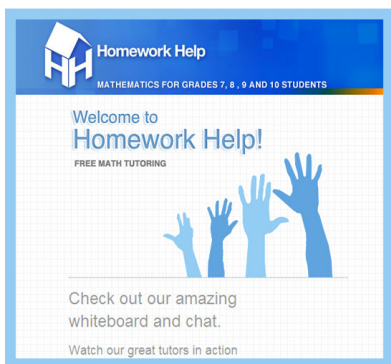 Homework Help
MATHEMATICS FOR GRADES 7, 8 , 9 AND 10 STUDENTS
Welcome to
Homework Help!
FREE MATH TUTORING
Check out our amazing
whiteboard and chat.
Watch our great tutors in action